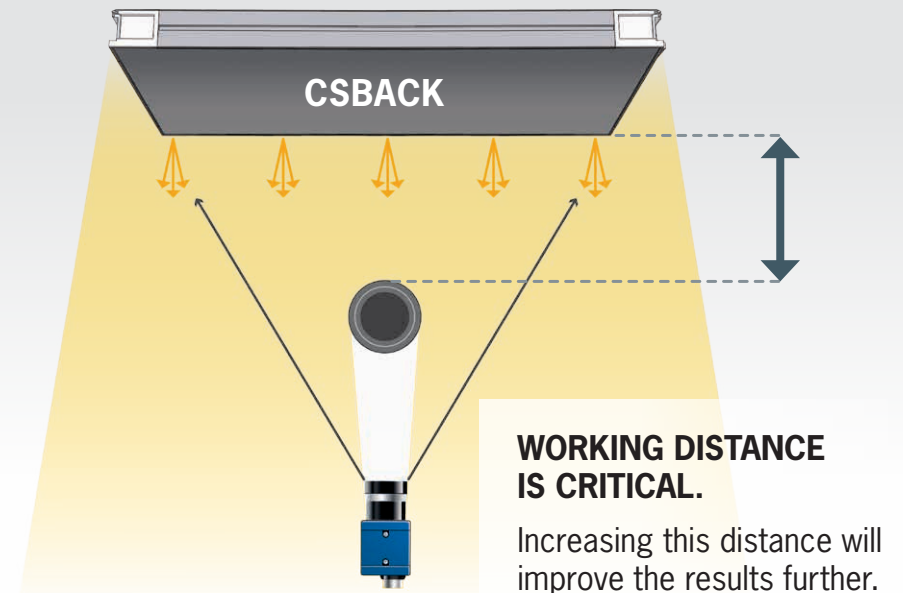 CSBACK
WORKING DISTANCE
IS CRITICAL.
Increasing this distance will
improve the results further.